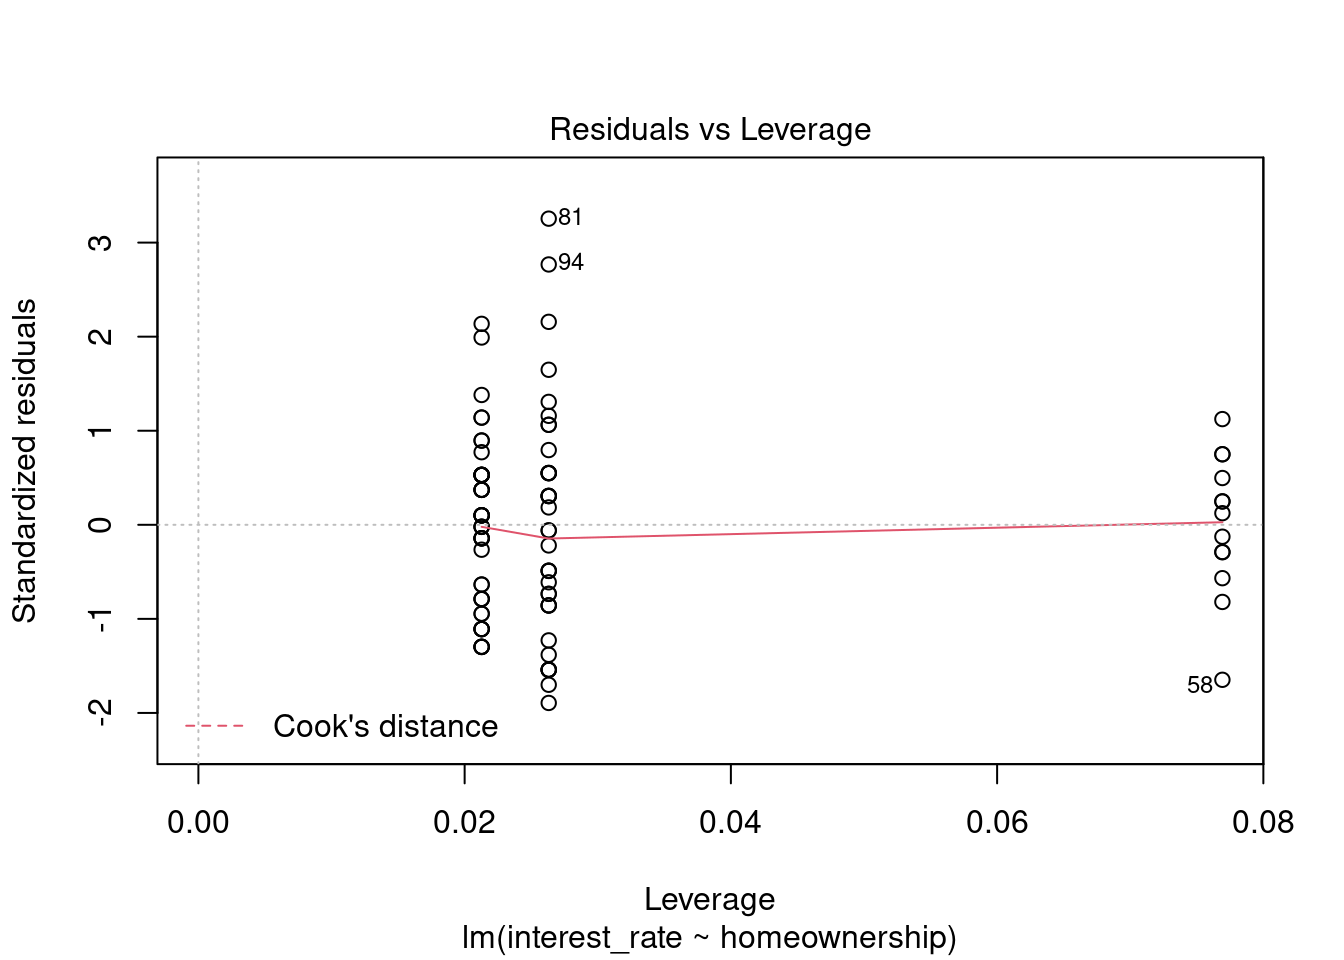 Residuals vs Leverage
Standardized residuals
3
2
1
0
-1
-2
81
94
58
Cook's distance
0.00 0.02 0.04 0.06 0.08
Leverage
lm(interest_rate ~ homeownership)